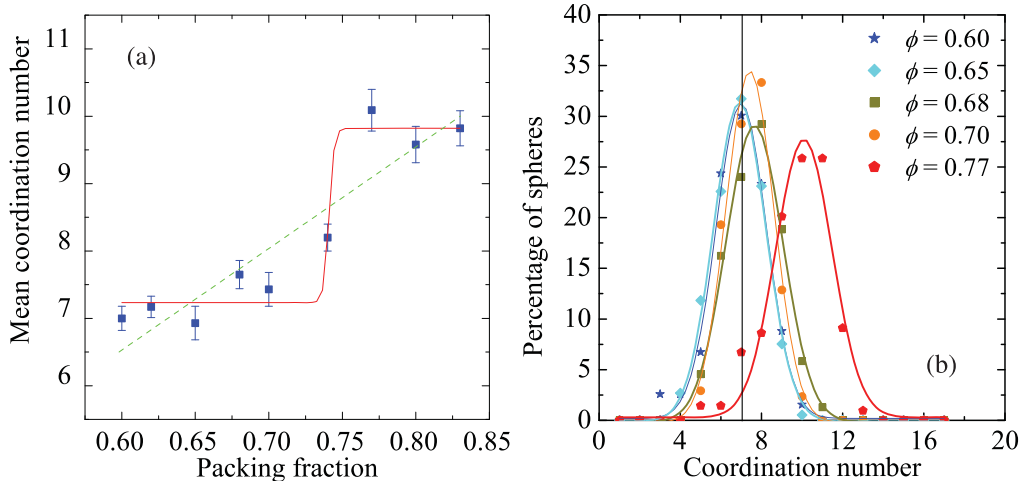 11
10
9
8
7
6
Mean coordination number
(a)
0.60 0.65 0.70 0.75 0.80 0.85
Packing fraction
40
35
30
25
20
15
10
5
0
Percentage of spheres
ϕ = 0.60
ϕ = 0.65
ϕ = 0.68
ϕ = 0.70
ϕ = 0.77
(b)
0 4 8 12 16 20
Coordination number